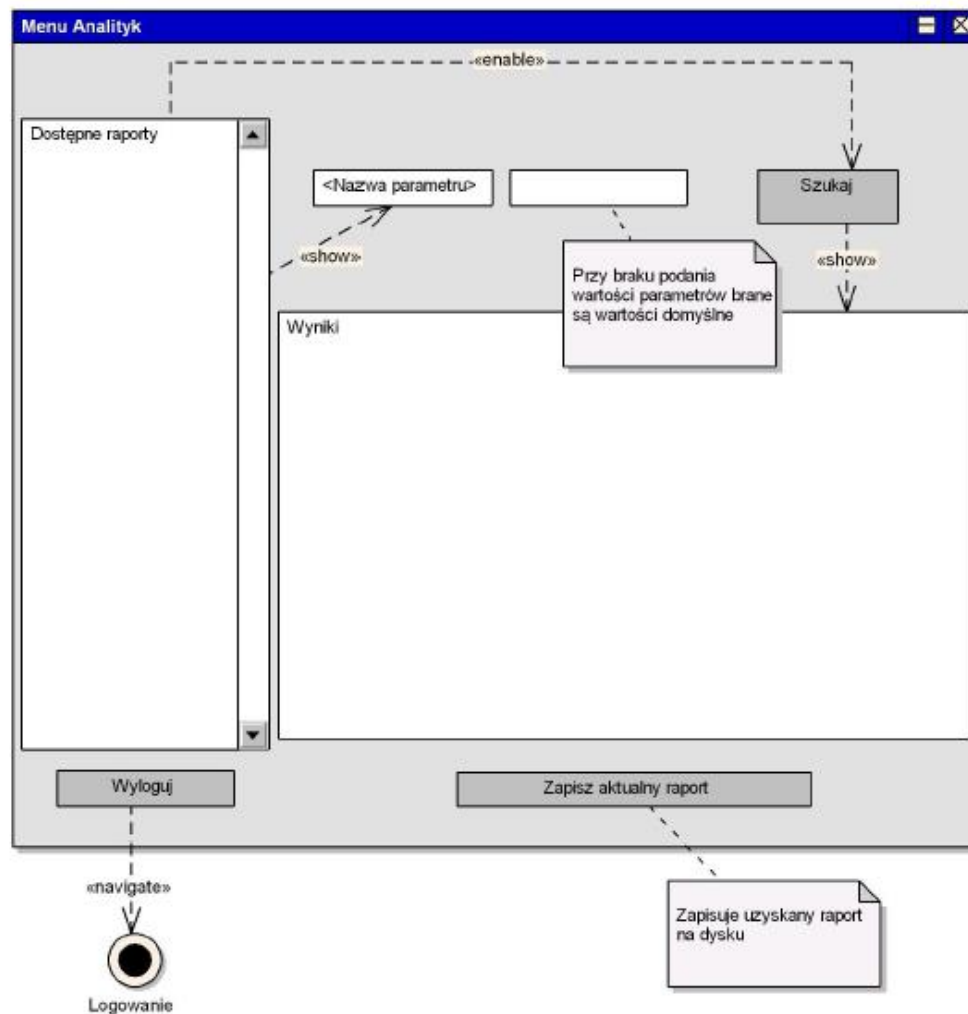 Menu Analityk
«enable»
Dostępne raporty
<Nazwa parametru>
Szukaj
«show»
«show»
Przy braku podania
wartości parametrów brane
są wartości domyślne
Wyniki
Wyloguj
Zapisz aktualny raport
«navigate»
Zapisuje uzyskany raport
na dysku
Logowanie